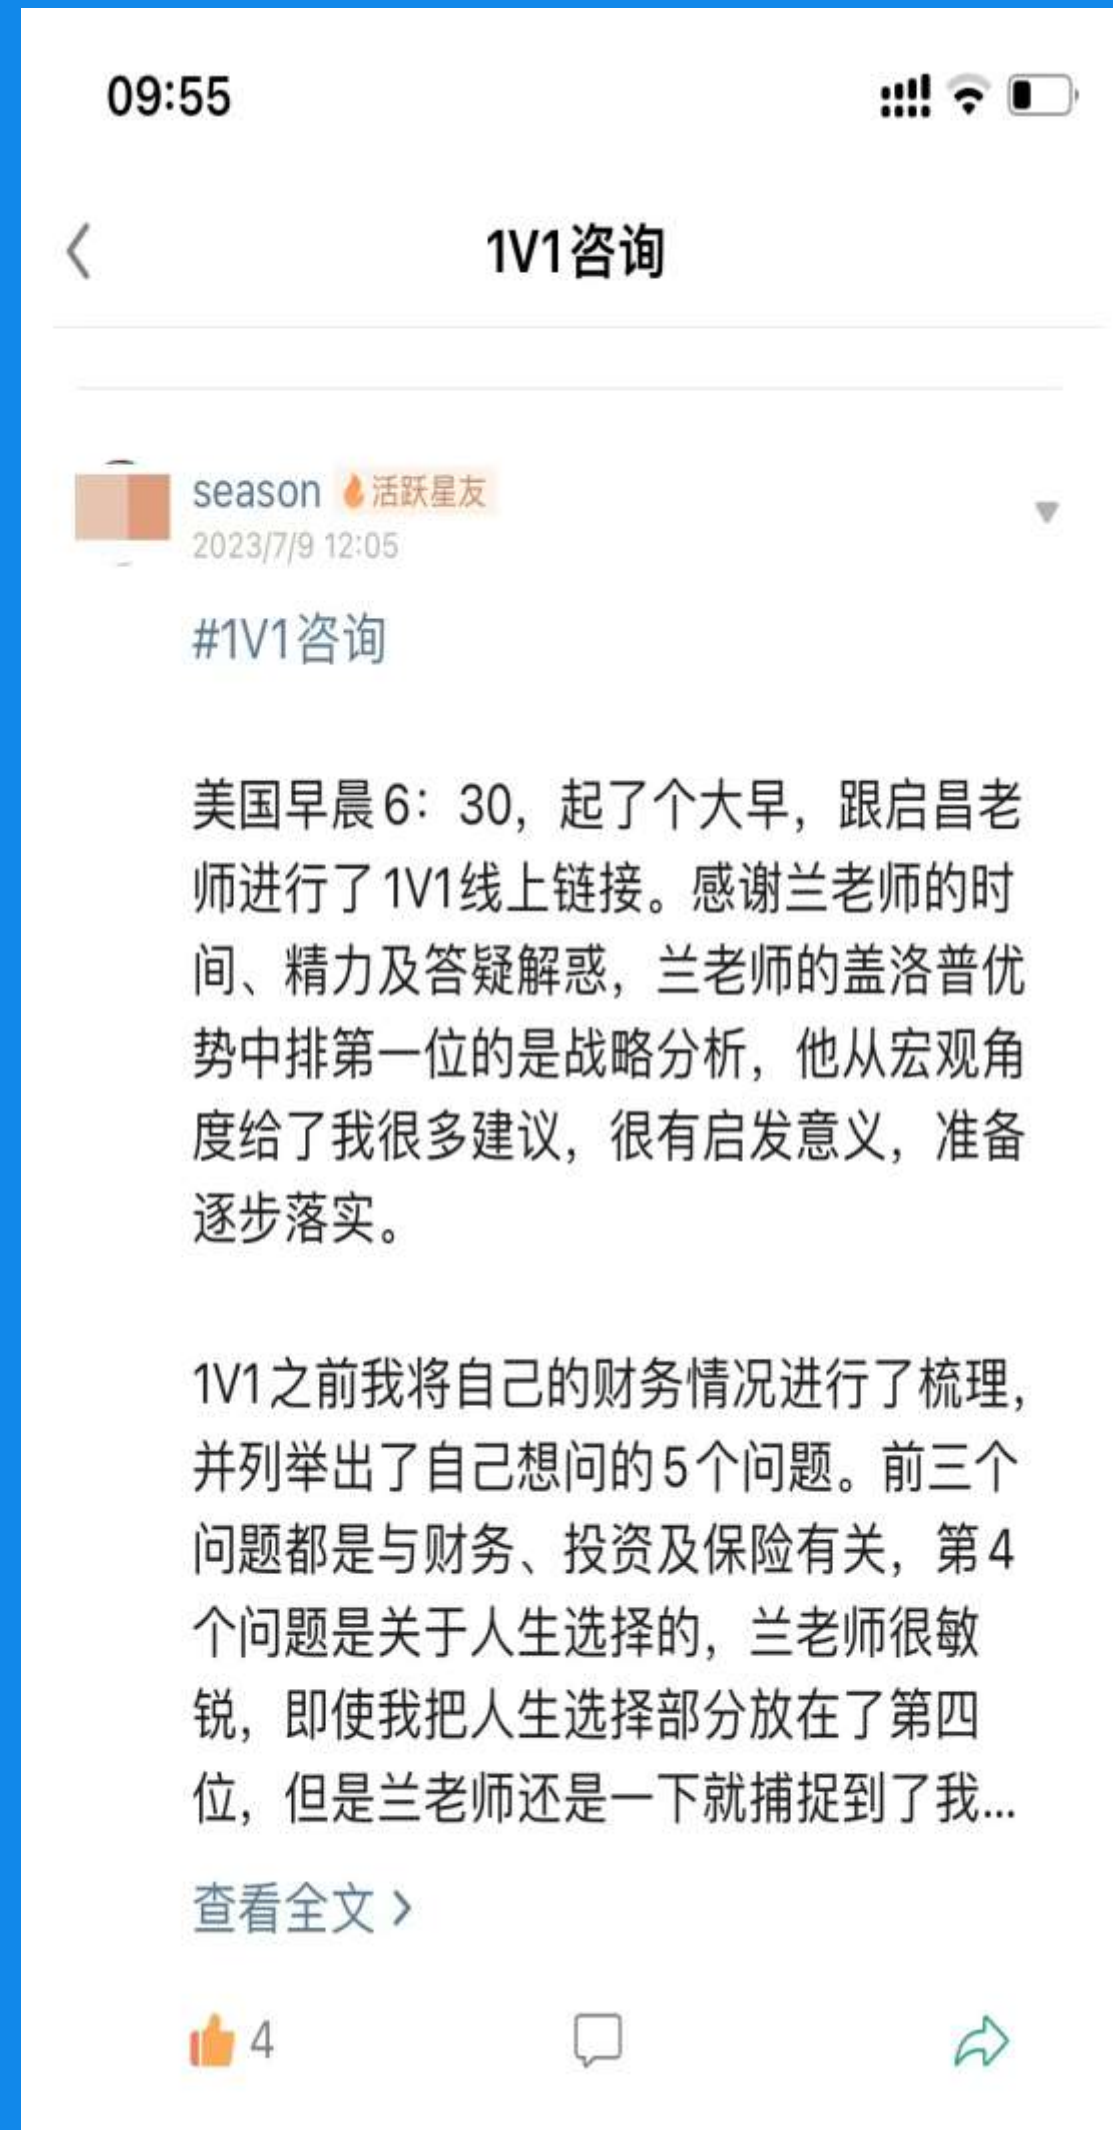 09:55
1V1咨询
season 活跃星友
2023/7/9 12:05
#1V1咨询
美国早晨6：30，起了个大早，跟启昌老
师进行了1V1线上链接。感谢兰老师的时
间、精力及答疑解惑，兰老师的盖洛普优
势中排第一位的是战略分析，他从宏观角
度给了我很多建议，很有启发意义，准备
逐步落实。
1V1之前我将自己的财务情况进行了梳理，
并列举出了自己想问的5个问题。前三个
问题都是与财务、投资及保险有关，第4
个问题是关于人生选择的，兰老师很敏
锐，即使我把人生选择部分放在了第四
位，但是兰老师还是一下就捕捉到了我...
查看全文
4